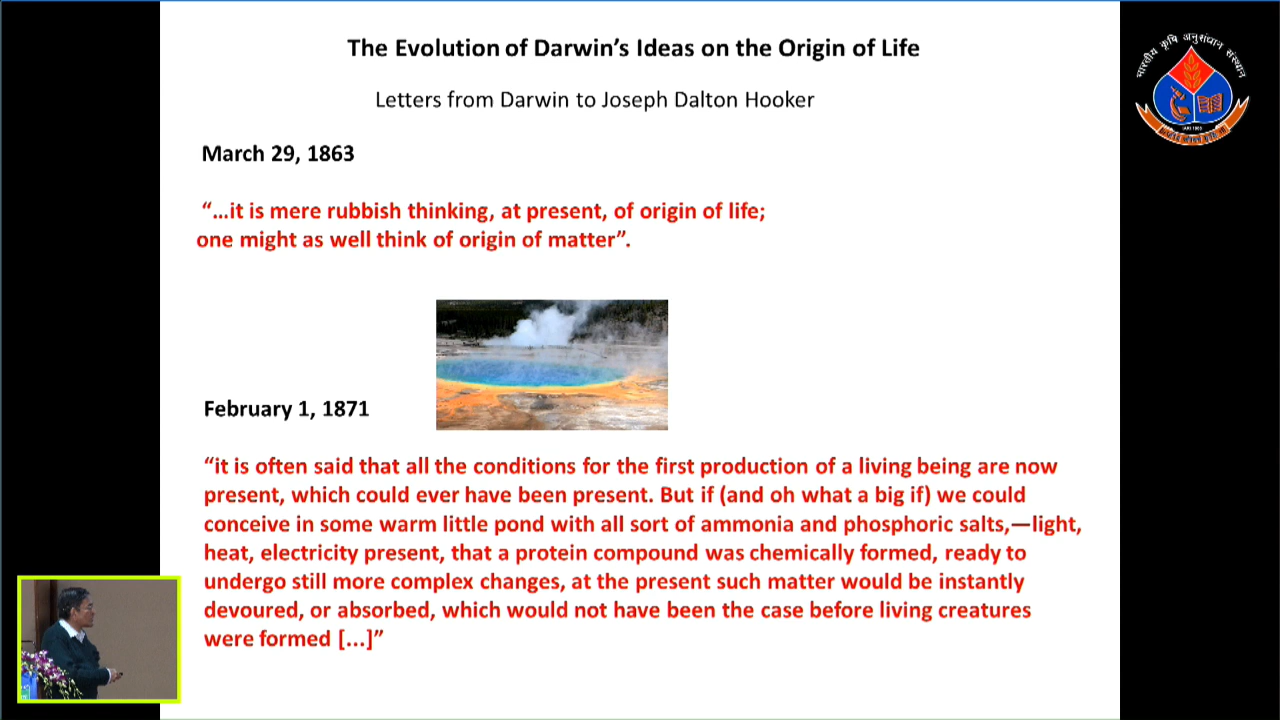 The Evolution of Darwin’s Ideas on the Origin of Life
Letters from Darwin to Joseph Dalton Hooker
March 29, 1863
“...it is mere rubbish thinking, at present, of origin of life;
one might as well think of origin of matter”.
February 1, 1871
“it is often said that all the conditions for the first production of a living being are now
present, which could ever have been present. But if (and oh what a big if) we could
conceive in some warm little pond with all sort of ammonia and phosphoric salts,—light,
heat, electricity present, that a protein compound was chemically formed, ready to
undergo still more complex changes, at the present such matter would be instantly
devoured, or absorbed, which would not have been the case before living creatures
were formed [...]”
भारतीय कृषि अनुसंधान संस्थान